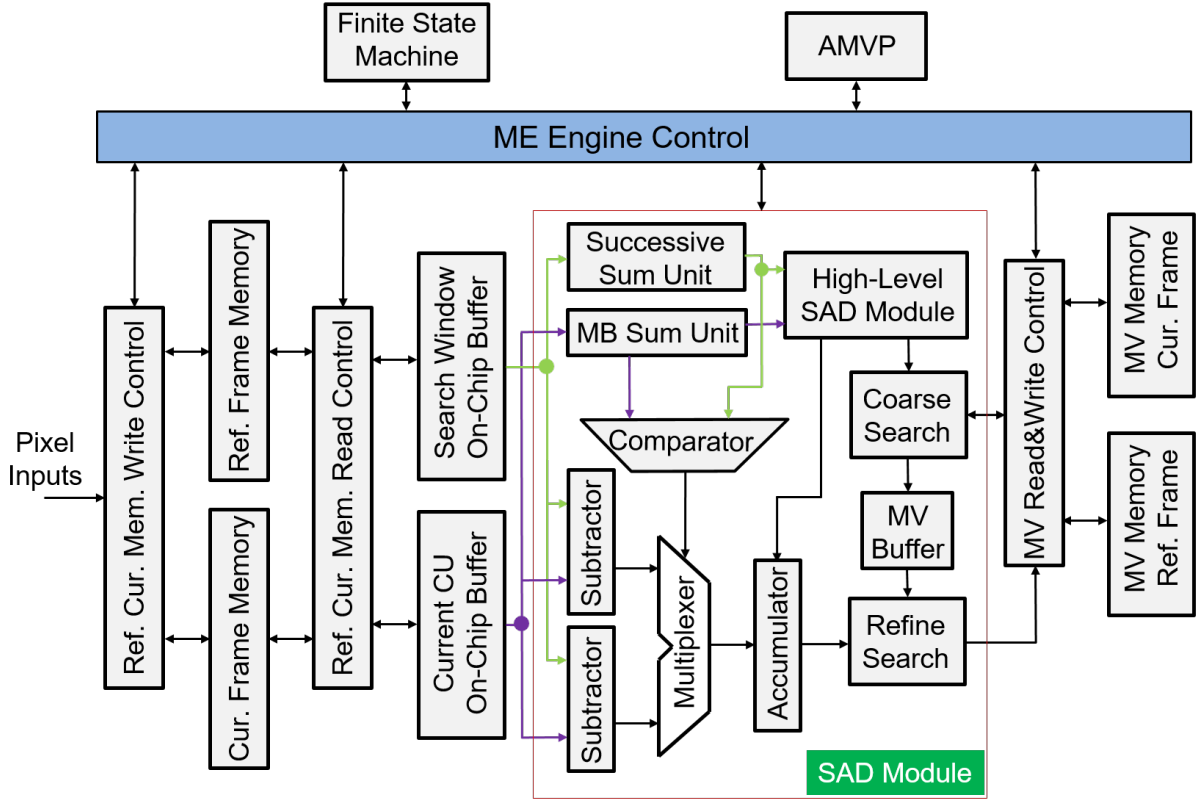 Finite State
Machine
AMVP
ME Engine Control
Pixel
Inputs
Ref. Cur. Mem. Write Control
Ref. Frame Memory
Cur. Frame Memory
Ref. Cur. Mem. Read Control
Search Window
On-Chip Buffer
Current CU
On-Chip Buffer
Successive
Sum Unit
MB Sum Unit
High-Level
SAD Module
Comparator
Coarse
Search
Subtractor
Subtractor
Multiplexer
Accumulator
MV
Buffer
Refine
Search
SAD Module
MV Read&Write Control
MV Memory
Cur. Frame
MV Memory
Ref. Frame